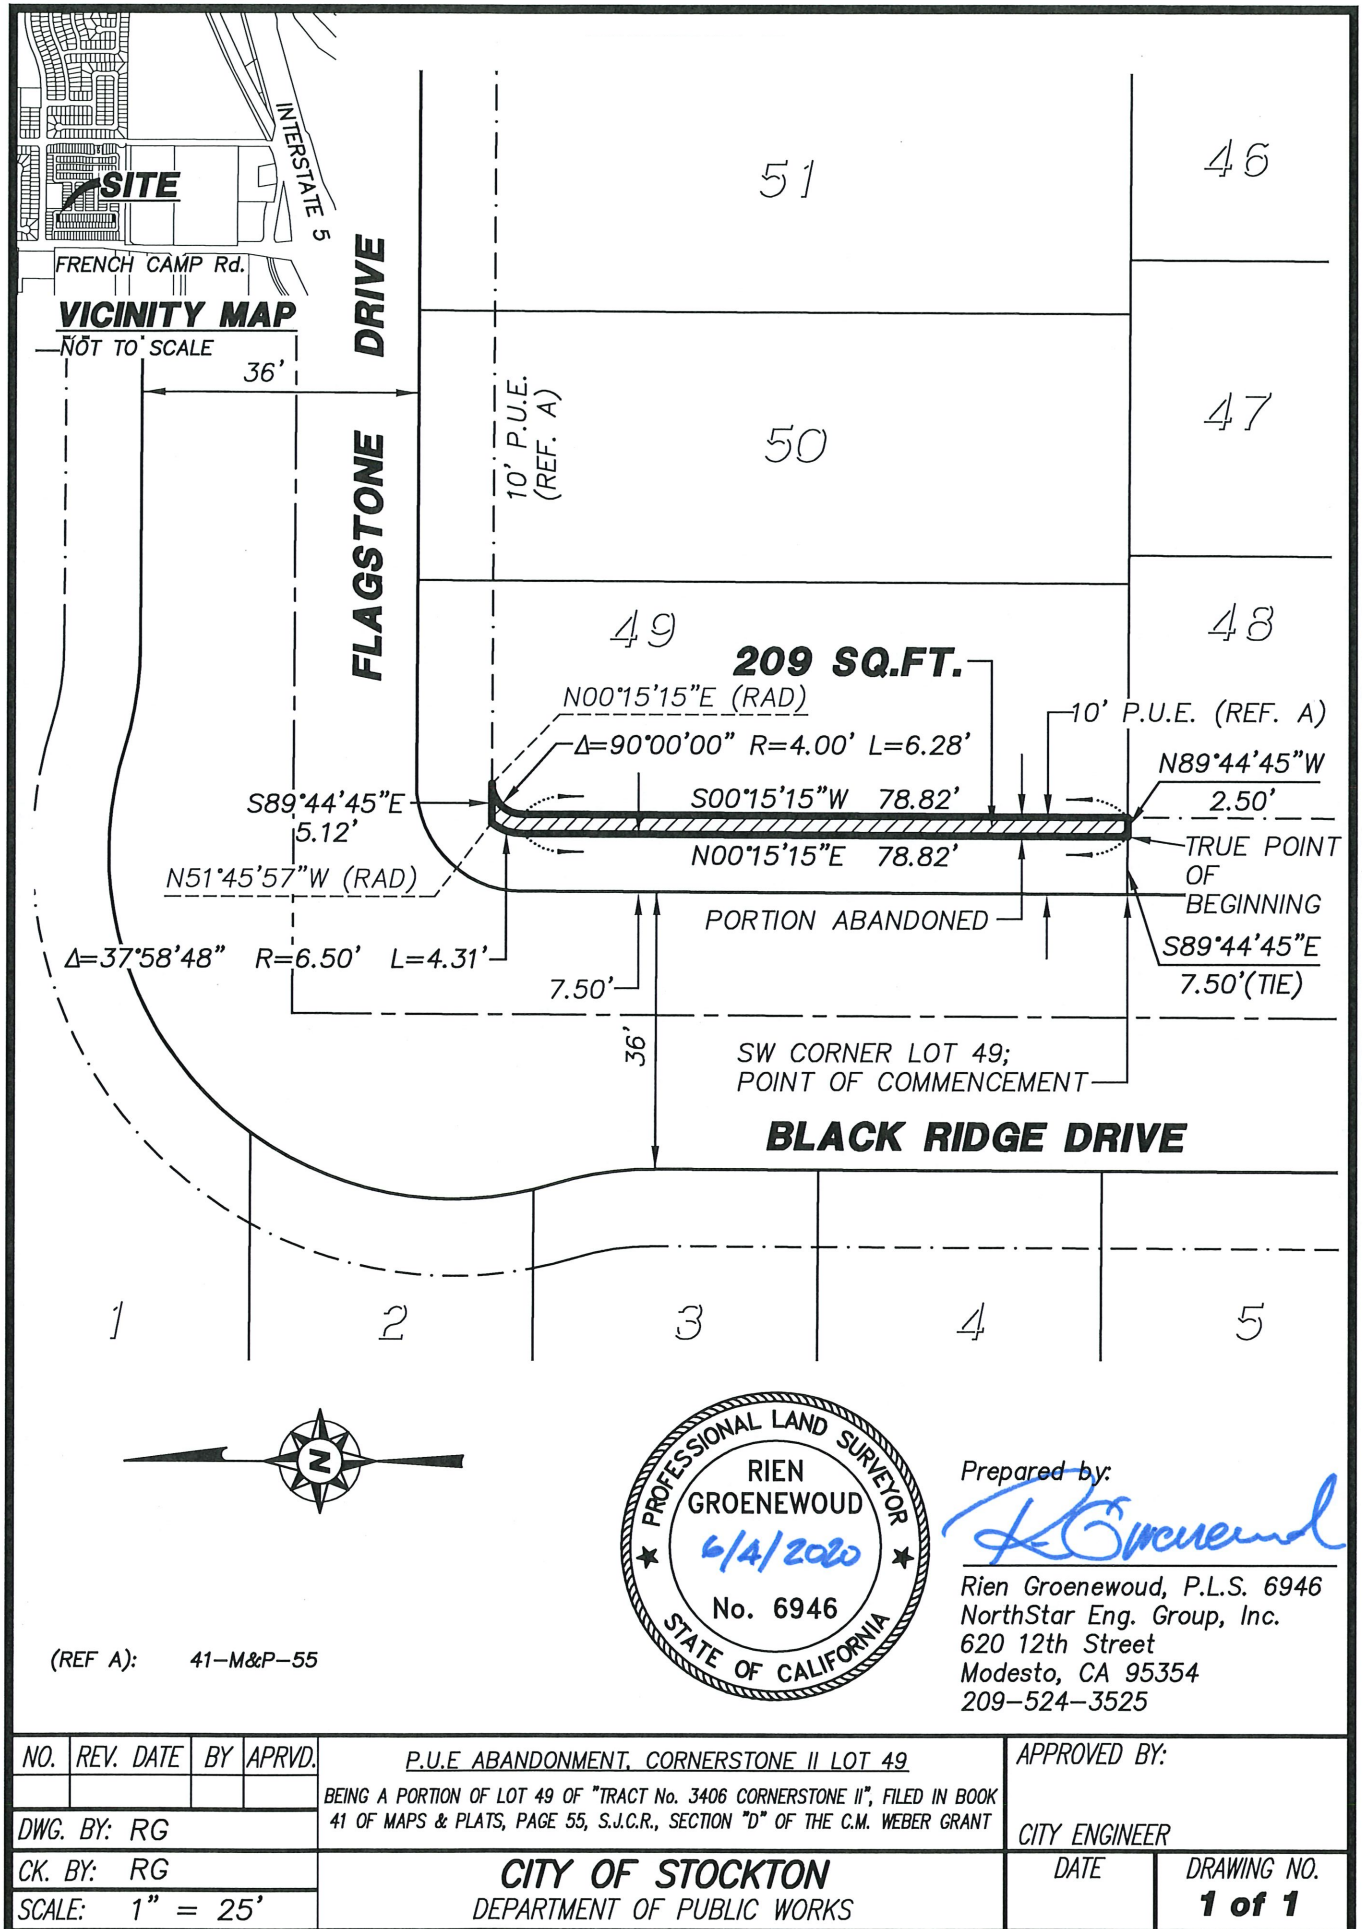 INTERSTATE 5
SITE
FRENCH CAMP Rd.
VICINITY MAP
NOT TO SCALE
36'
FLAGSTONE DRIVE
10' P.U.E.
(REF. A)
51
46
50
47
49
48
209 SQ.FT.
N00°15'15"E (RAD)
10' P.U.E. (REF. A)
Δ=90°00'00" R=4.00' L=6.28'
N89°44'45"W
2.50'
S89°44'45"E
5.12'
S00°15'15"W 78.82'
N00°15'15"E 78.82'
TRUE POINT
OF
BEGINNING
N51°45'57"W (RAD)
PORTION ABANDONED
S89°44'45"E
7.50'(TIE)
Δ=37°58'48" R=6.50' L=4.31'
7.50'
36'
SW CORNER LOT 49;
POINT OF COMMENCEMENT
BLACK RIDGE DRIVE
1
2
3
4
5
N
PROFESSIONAL LAND SURVEYOR
RIEN
GROENEWOUD
6/4/2020
No. 6946
STATE OF CALIFORNIA
Prepared by:
Rien Groenewoud, P.L.S. 6946
NorthStar Eng. Group, Inc.
620 12th Street
Modesto, CA 95354
209-524-3525
(REF A): 41-M&P-55
NO. REV. DATE BY APRVD.
DWG. BY: RG
CK. BY: RG
SCALE: 1" = 25'
P.U.E ABANDONMENT, CORNERSTONE II LOT 49
BEING A PORTION OF LOT 49 OF "TRACT No. 3406 CORNERSTONE II", FILED IN BOOK
41 OF MAPS & PLATS, PAGE 55, S.J.C.R., SECTION "D" OF THE C.M. WEBER GRANT
CITY OF STOCKTON
DEPARTMENT OF PUBLIC WORKS
APPROVED BY:
CITY ENGINEER
DATE
DRAWING NO.
1 of 1